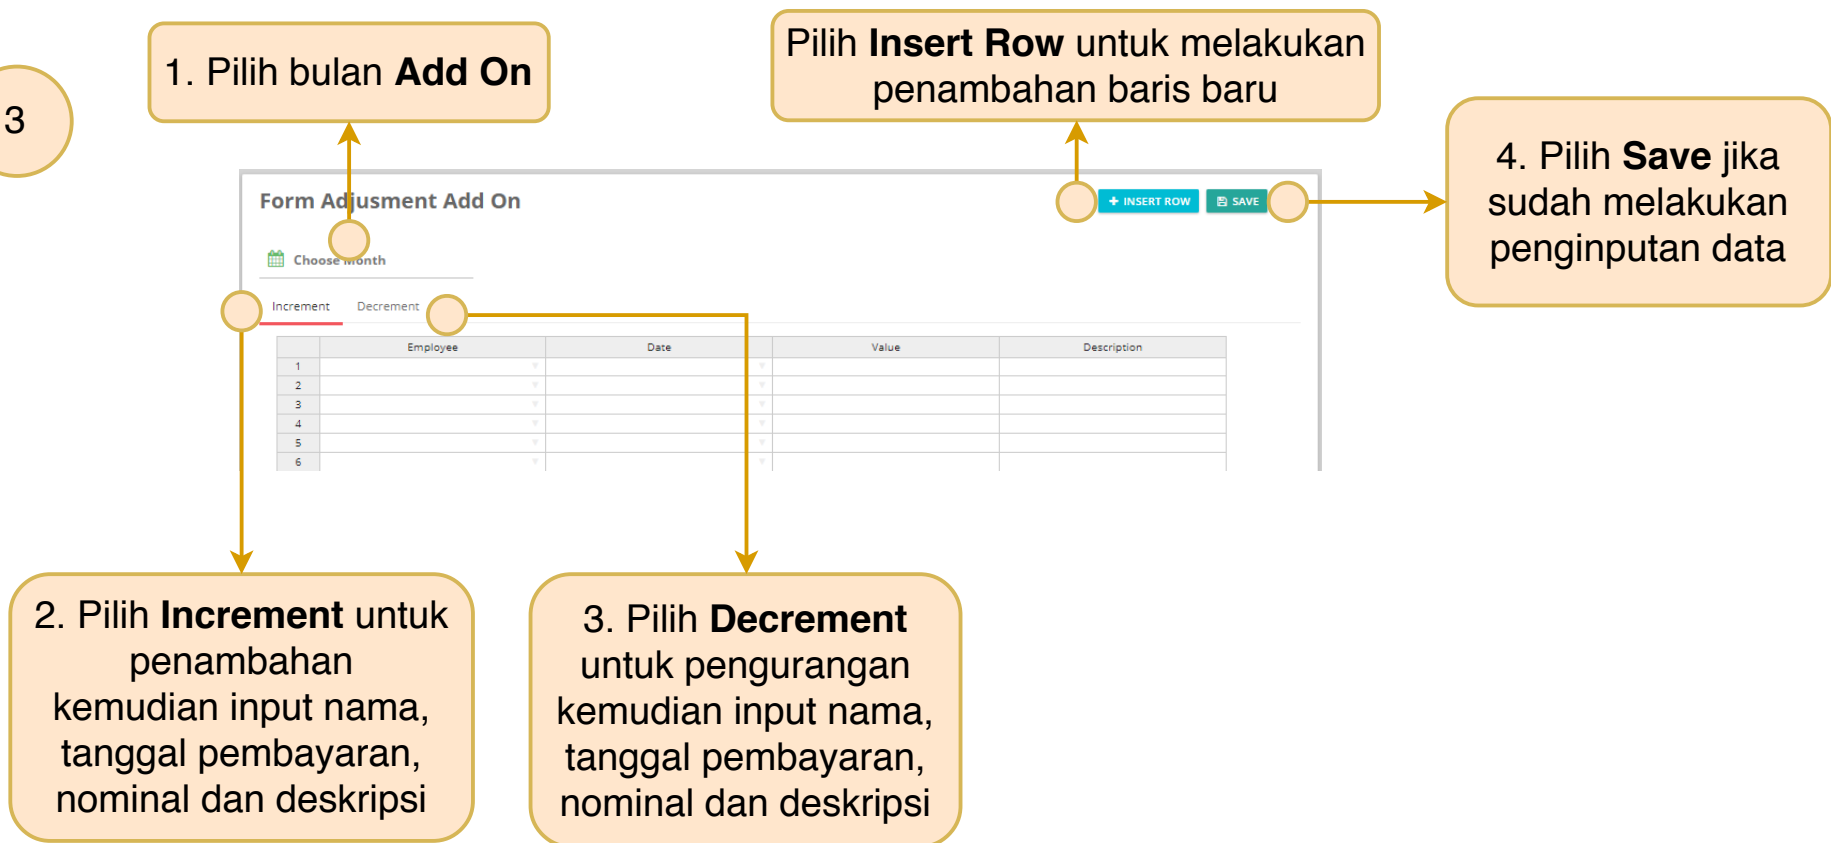 3
1. Pilih bulan Add On
Pilih Insert Row untuk melakukan
penambahan baris baru
4. Pilih Save jika
sudah melakukan
penginputan data
Form Adjusment Add On
+ INSERT ROW
SAVE
Choose Month
Increment
Decrement
Employee Date Value Description
1
2
3
4
5
6
2. Pilih Increment untuk
penambahan
kemudian input nama,
tanggal pembayaran,
nominal dan deskripsi
3. Pilih Decrement
untuk pengurangan
kemudian input nama,
tanggal pembayaran,
nominal dan deskripsi